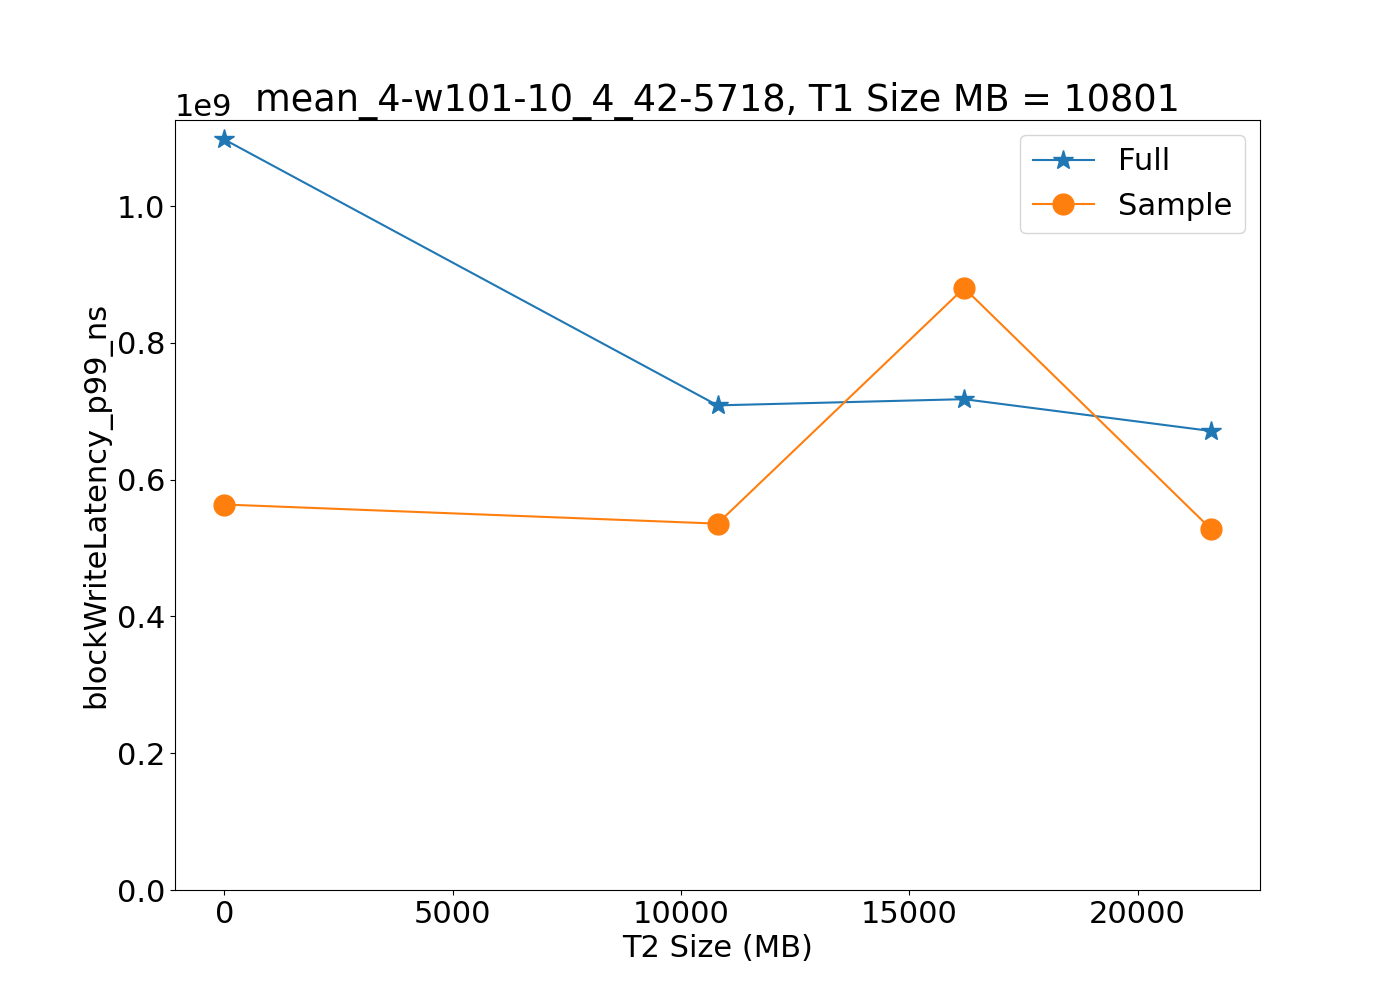 1e9
mean_4-w101-10_4_42-5718, T1 Size MB = 10801
Full
Sample
blockWriteLatency_p99_ns
1.0
0.8
0.6
0.4
0.2
0.0
0 5000 10000 15000 20000
T2 Size (MB)